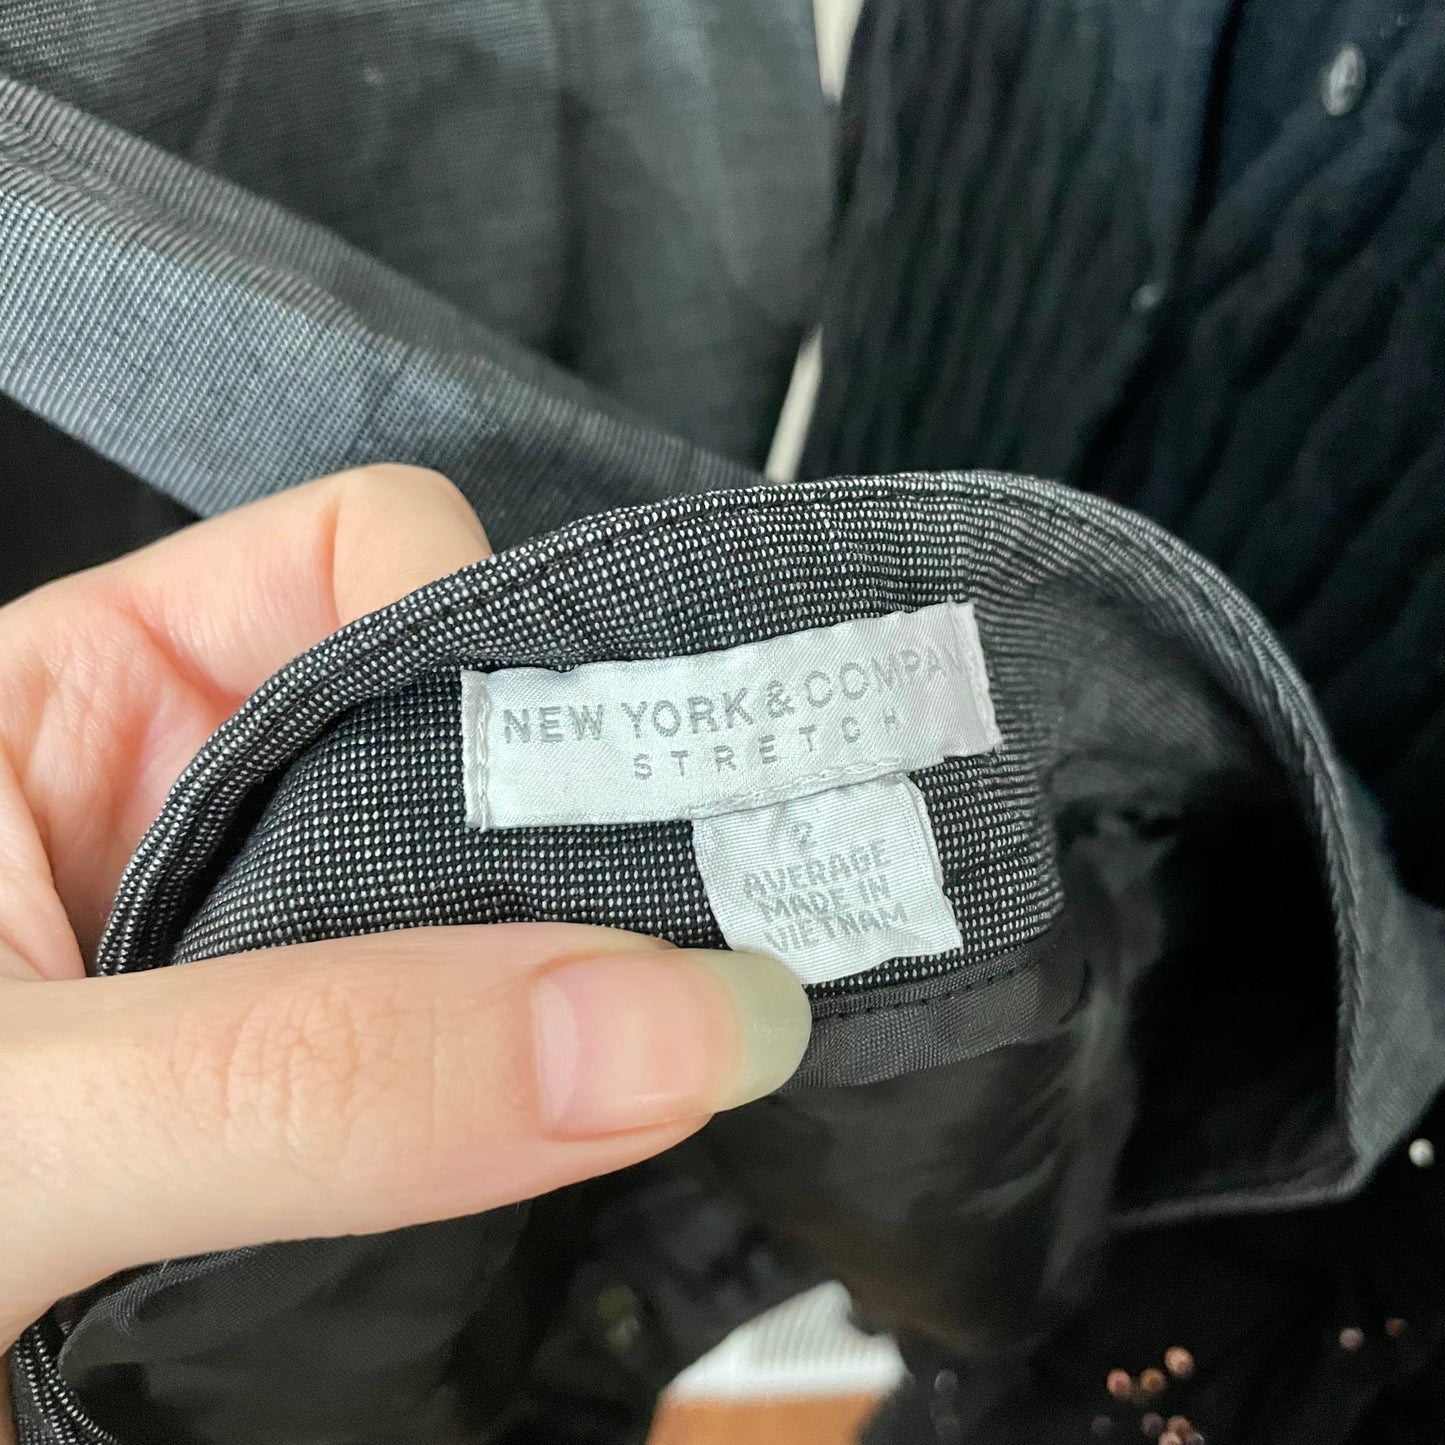 NEW YORK & COMPAN
STRETCH
2
AVERAGE
MADE IN
VIETNAM